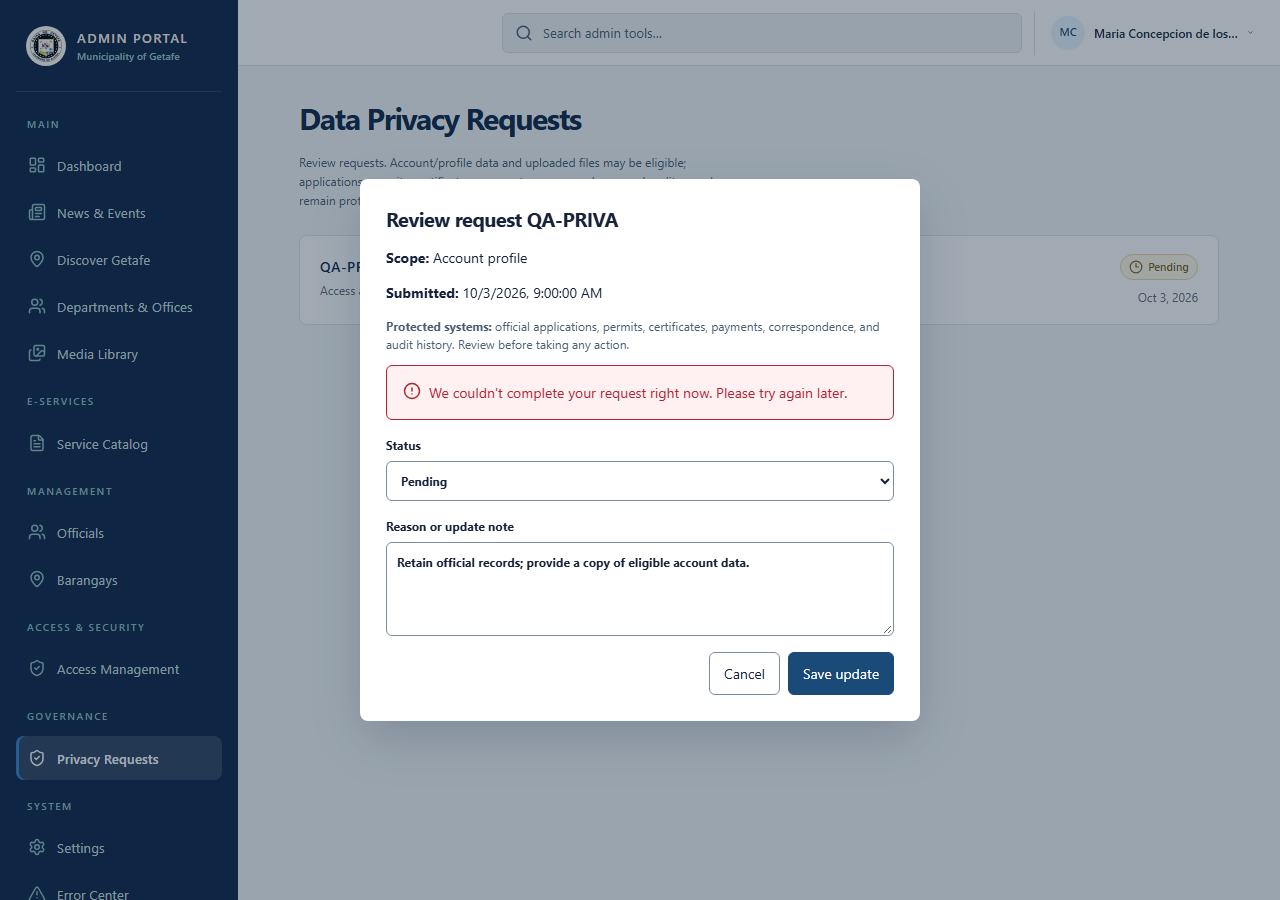 ADMIN PORTAL
Municipality of Getafe
MAIN
Dashboard
News & Events
Discover Getafe
Departments & Offices
Media Library
E-SERVICES
Service Catalog
MANAGEMENT
Officials
Barangays
ACCESS & SECURITY
Access Management
GOVERNANCE
Privacy Requests
SYSTEM
Settings
Error Center
Search admin tools...
MC
Maria Concepcion de los...
Data Privacy Requests
Review requests. Account/profile data and uploaded files may be eligible;
applications
remain
Access
Pending
Oct 3, 2026
Review request QA-PRIVA
Scope: Account profile
Submitted: 10/3/2026, 9:00:00 AM
Protected systems: official applications, permits, certificates, payments, correspondence, and
audit history. Review before taking any action.
We couldn't complete your request right now. Please try again later.
Status
Pending
Reason or update note
Retain official records; provide a copy of eligible account data.
Cancel
Save update